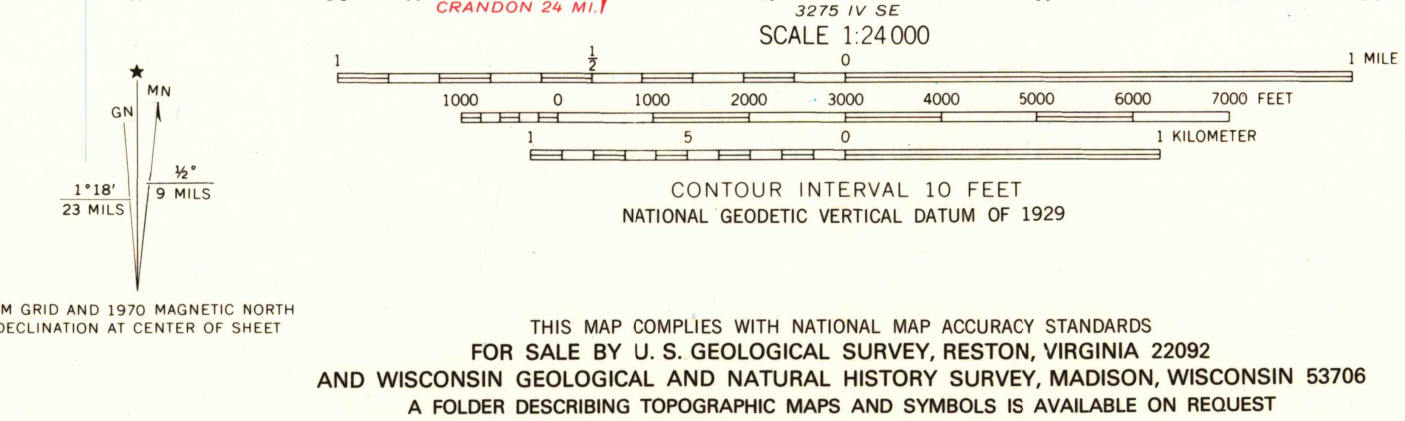 CRANDON 24 MI.
3275 IV SE
SCALE 1:24 000
1 1/2 0 1 MILE
1000 0 1000 2000 3000 4000 5000 6000 7000 FEET
1 .5 0 1 KILOMETER
CONTOUR INTERVAL 10 FEET
NATIONAL GEODETIC VERTICAL DATUM OF 1929
★
MN
GN
½°
9 MILS
1°18′
23 MILS
M GRID AND 1970 MAGNETIC NORTH
DECLINATION AT CENTER OF SHEET
THIS MAP COMPLIES WITH NATIONAL MAP ACCURACY STANDARDS
FOR SALE BY U. S. GEOLOGICAL SURVEY, RESTON, VIRGINIA 22092
AND WISCONSIN GEOLOGICAL AND NATURAL HISTORY SURVEY, MADISON, WISCONSIN 53706
A FOLDER DESCRIBING TOPOGRAPHIC MAPS AND SYMBOLS IS AVAILABLE ON REQUEST